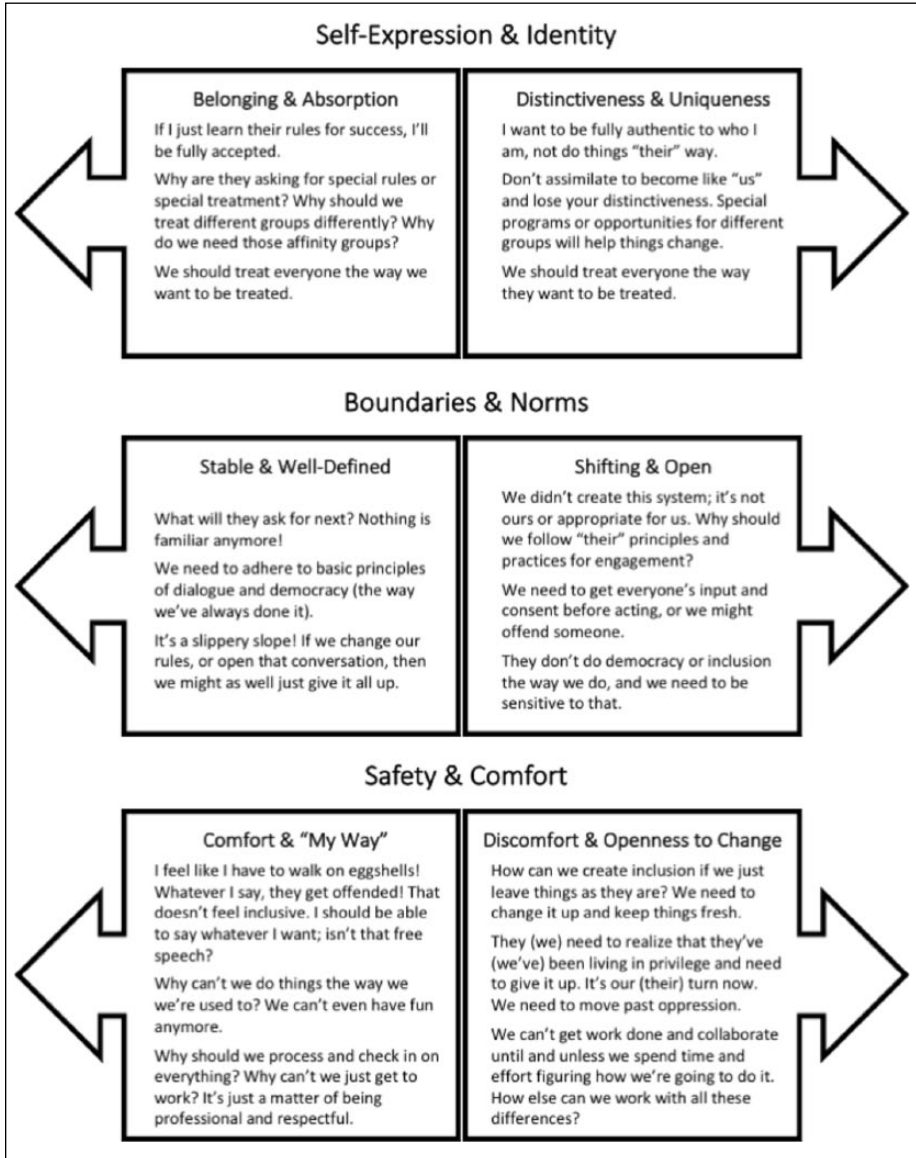 Self-Expression & Identity
Belonging & Absorption
If I just learn their rules for success, I'll
be fully accepted.
Why are they asking for special rules or
special treatment? Why should we
treat different groups differently? Why
do we need those affinity groups?
We should treat everyone the way we
want to be treated.
Distinctiveness & Uniqueness
I want to be fully authentic to who I
am, not do things "their" way.
Don't assimilate to become like "us"
and lose your distinctiveness. Special
programs or opportunities for different
groups will help things change.
We should treat everyone the way
they want to be treated.
Boundaries & Norms
Stable & Well-Defined
What will they ask for next? Nothing is
familiar anymore!
We need to adhere to basic principles
of dialogue and democracy (the way
we've always done it).
It's a slippery slope! If we change our
rules, or open that conversation, then
we might as well just give it all up.
Shifting & Open
We didn't create this system; it's not
ours or appropriate for us. Why should
we follow "their" principles and
practices for engagement?
We need to get everyone's input and
consent before acting, or we might
offend someone.
They don't do democracy or inclusion
the way we do, and we need to be
sensitive to that.
Safety & Comfort
Comfort & "My Way"
I feel like I have to walk on eggshells!
Whatever I say, they get offended! That
doesn't feel inclusive. I should be able
to say whatever I want; isn't that free
speech?
Why can't we do things the way we
we're used to? We can't even have fun
anymore.
Why should we process and check in on
everything? Why can't we just get to
work? It's just a matter of being
professional and respectful.
Discomfort & Openness to Change
How can we create inclusion if we just
leave things as they are? We need to
change it up and keep things fresh.
They (we) need to realize that they've
(we've) been living in privilege and need
to give it up. It's our (their) turn now.
We need to move past oppression.
We can't get work done and collaborate
until and unless we spend time and
effort figuring how we're going to do it.
How else can we work with all these
differences?